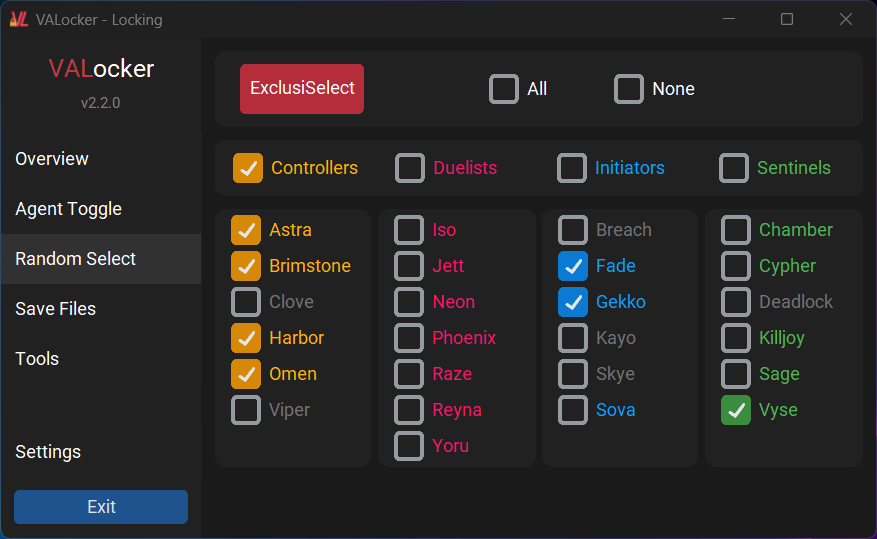 VALocker - Locking
VALocker
v2.2.0
Overview
Agent Toggle
Random Select
Save Files
Tools
Settings
Exit
ExclusiSelect
All
None
Controllers
Duelists
Initiators
Sentinels
Astra
Brimstone
Clove
Harbor
Omen
Viper
Iso
Jett
Neon
Phoenix
Raze
Reyna
Yoru
Breach
Fade
Gekko
Kayo
Skye
Sova
Chamber
Cypher
Deadlock
Killjoy
Sage
Vyse